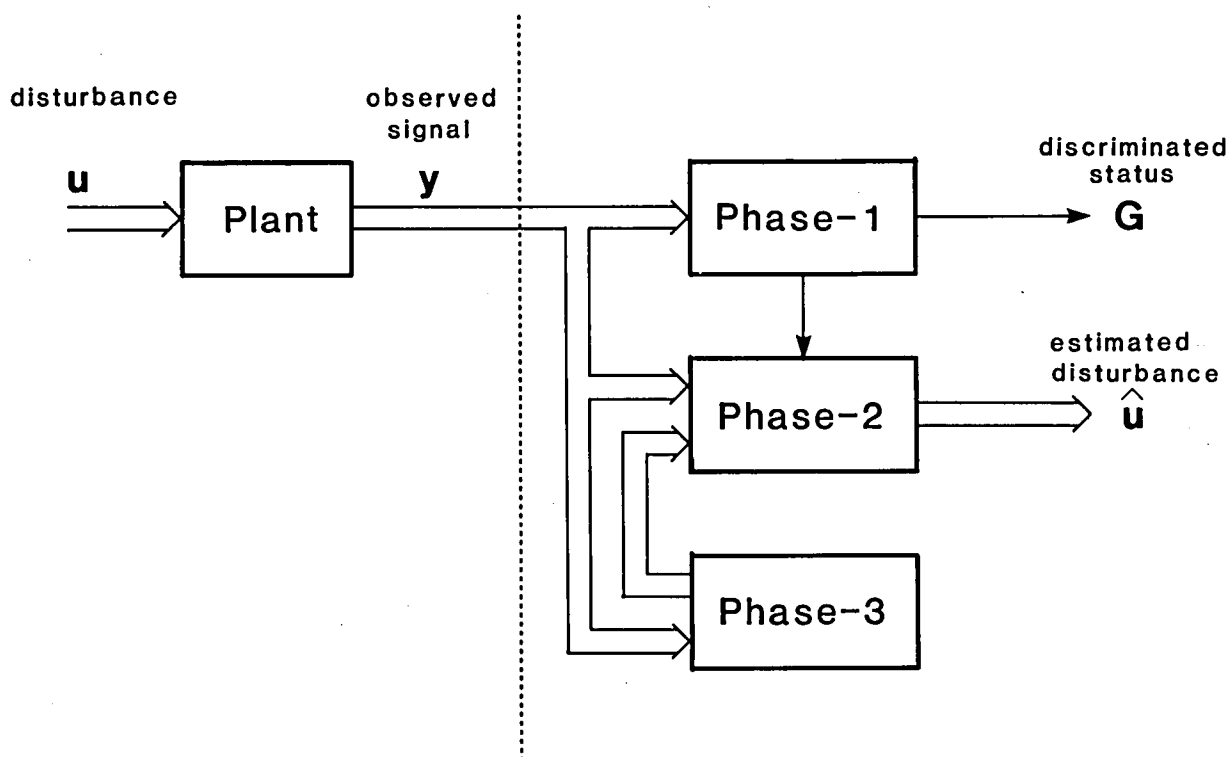 disturbance
u
Plant
observed
signal
y
Phase-1
discriminated
status
G
Phase-2
estimated
disturbance
û
Phase-3